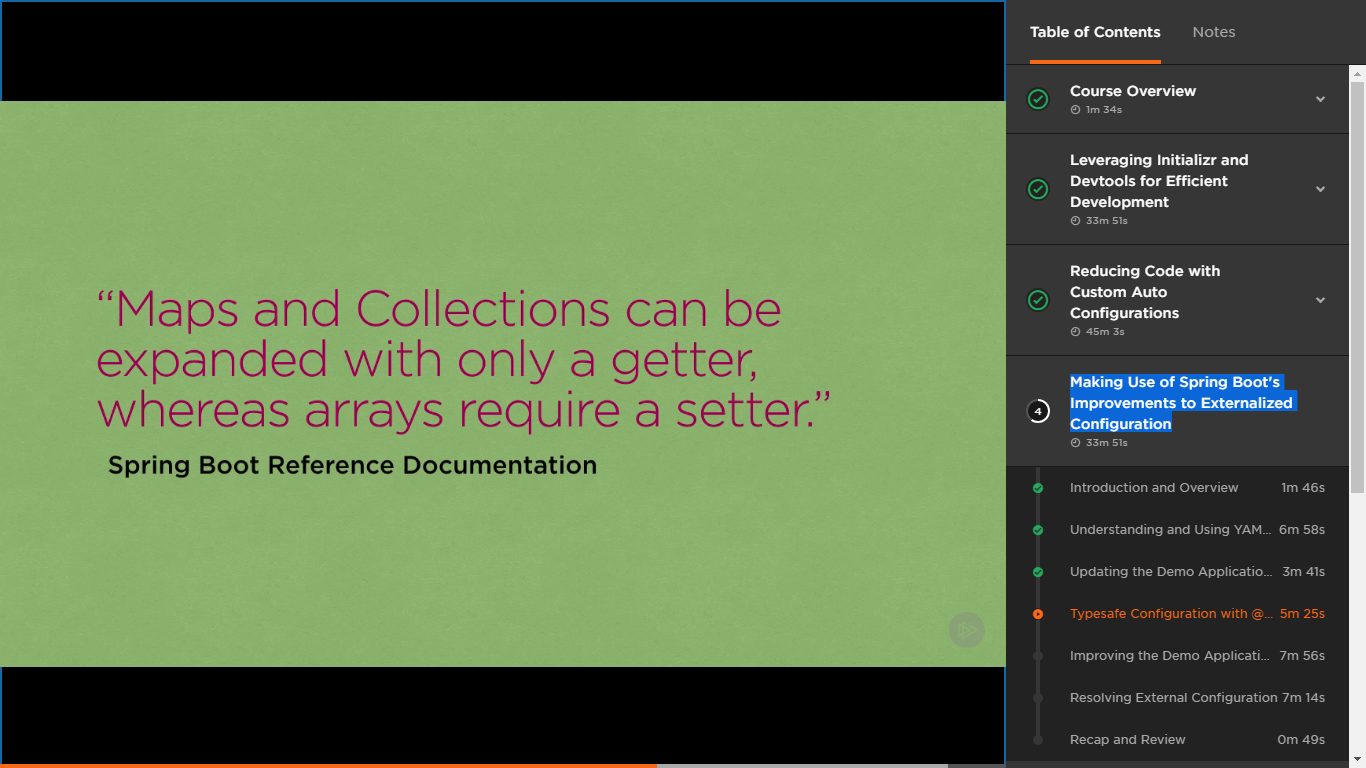 “Maps and Collections can be
expanded with only a getter,
whereas arrays require a setter.”
Spring Boot Reference Documentation
Table of Contents
Notes
Course Overview
1m 34s
Leveraging Initializr and
Devtools for Efficient
Development
33m 51s
Reducing Code with
Custom Auto
Configurations
45m 3s
4
Making Use of Spring Boot's
Improvements to Externalized
Configuration
33m 51s
Introduction and Overview 1m 46s
Understanding and Using YAM... 6m 58s
Updating the Demo Applicatio... 3m 41s
Typesafe Configuration with @... 5m 25s
Improving the Demo Applicati... 7m 56s
Resolving External Configuration 7m 14s
Recap and Review 0m 49s